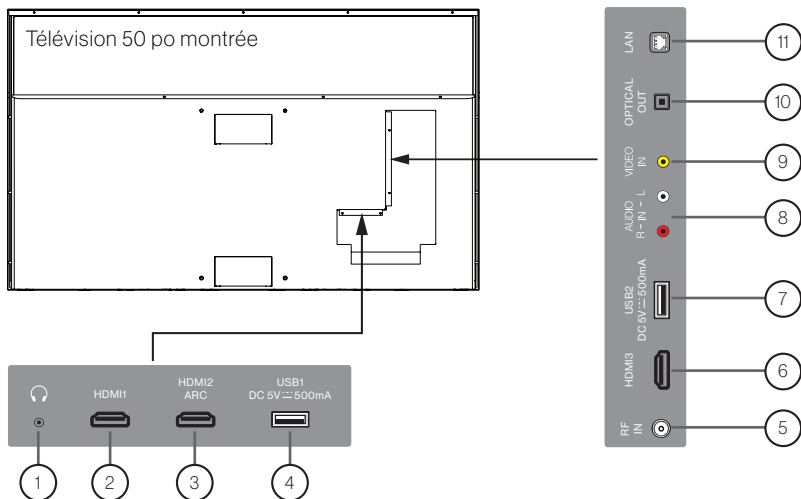 Télévision 50 po montrée
LAN
11
OPTICAL
OUT
10
VIDEO
IN
9
AUDIO
R - IN - L
8
USB2
DC 5V ⎓ 500mA
7
HDMI3
6
RF
IN
5
HDMI1
HDMI2
ARC
USB1
DC 5V ⎓ 500mA
1
2
3
4